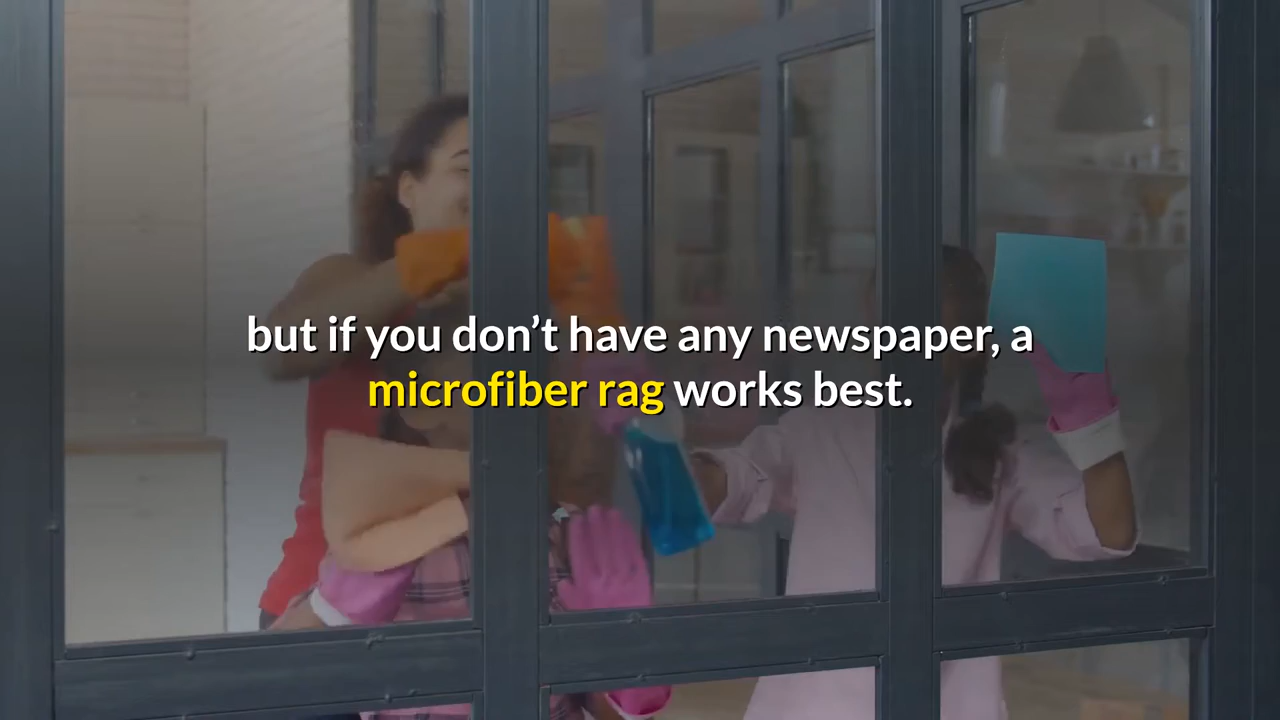 but if you don’t have any newspaper, a
microfiber rag works best.